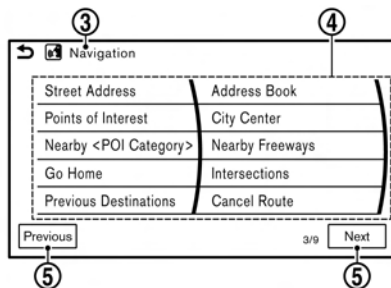 ③ ④
Navigation
Street Address Address Book
Points of Interest City Center
Nearby <POI Category> Nearby Freeways
Go Home Intersections
Previous Destinations Cancel Route
Previous 3/9 Next
⑤ ⑤